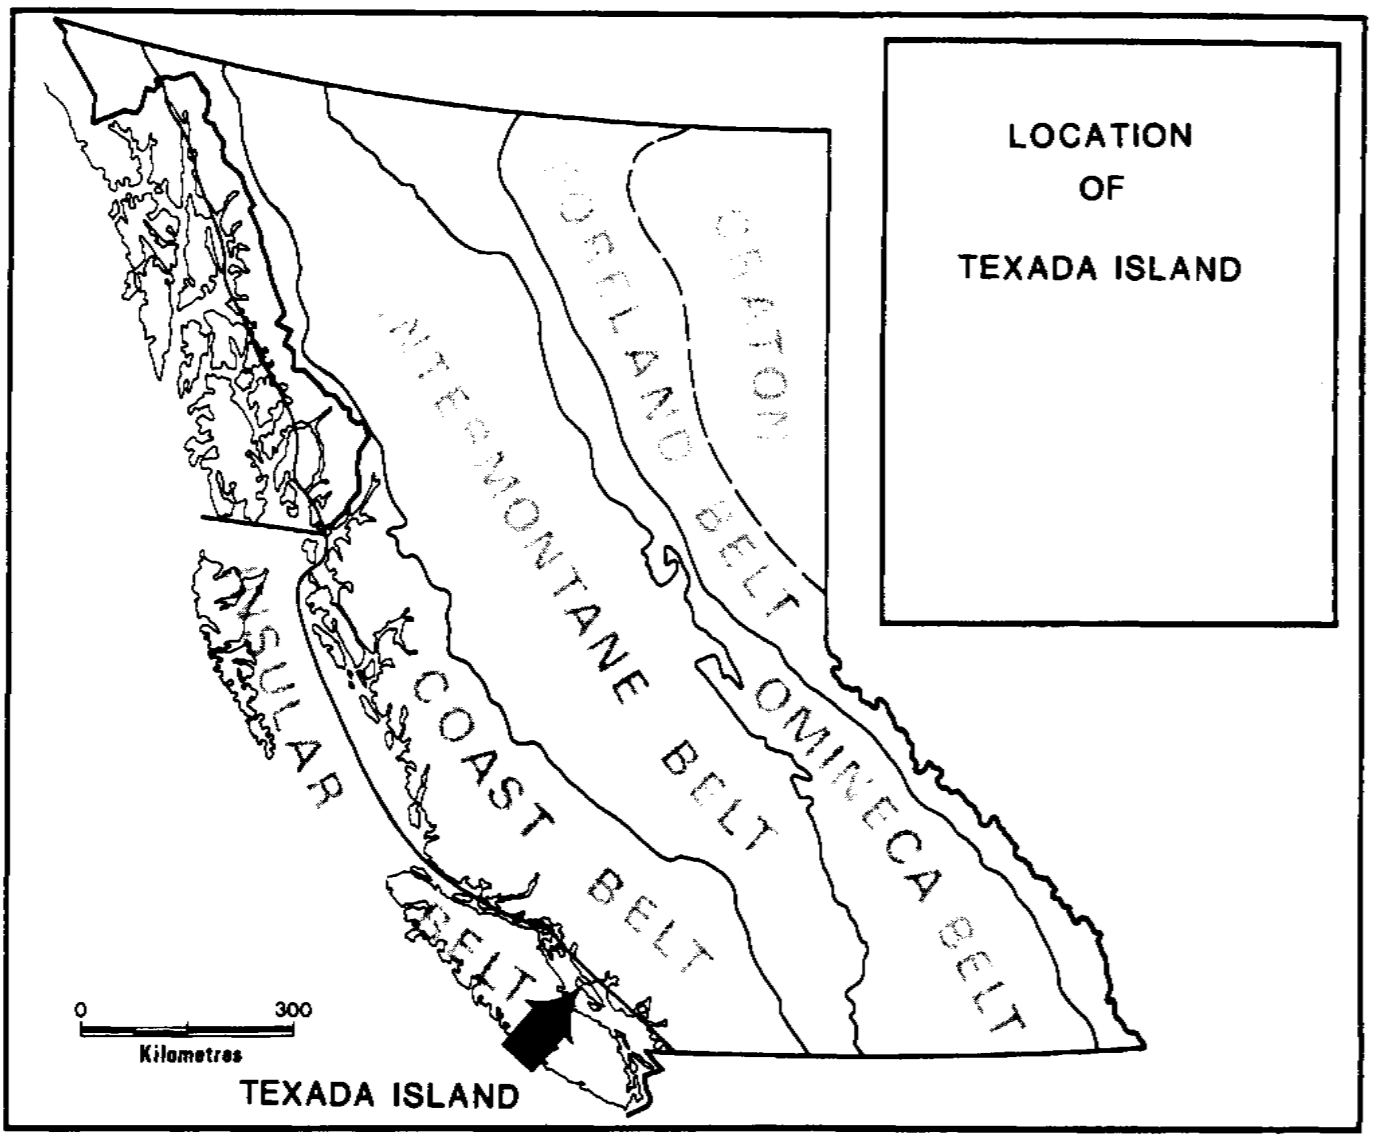 LOCATION
OF
TEXADA ISLAND
CRATON
FORELAND BELT
INTERMONTANE BELT
OMINECA BELT
COAST BELT
INSULAR BELT
0 300
Kilometres
TEXADA ISLAND